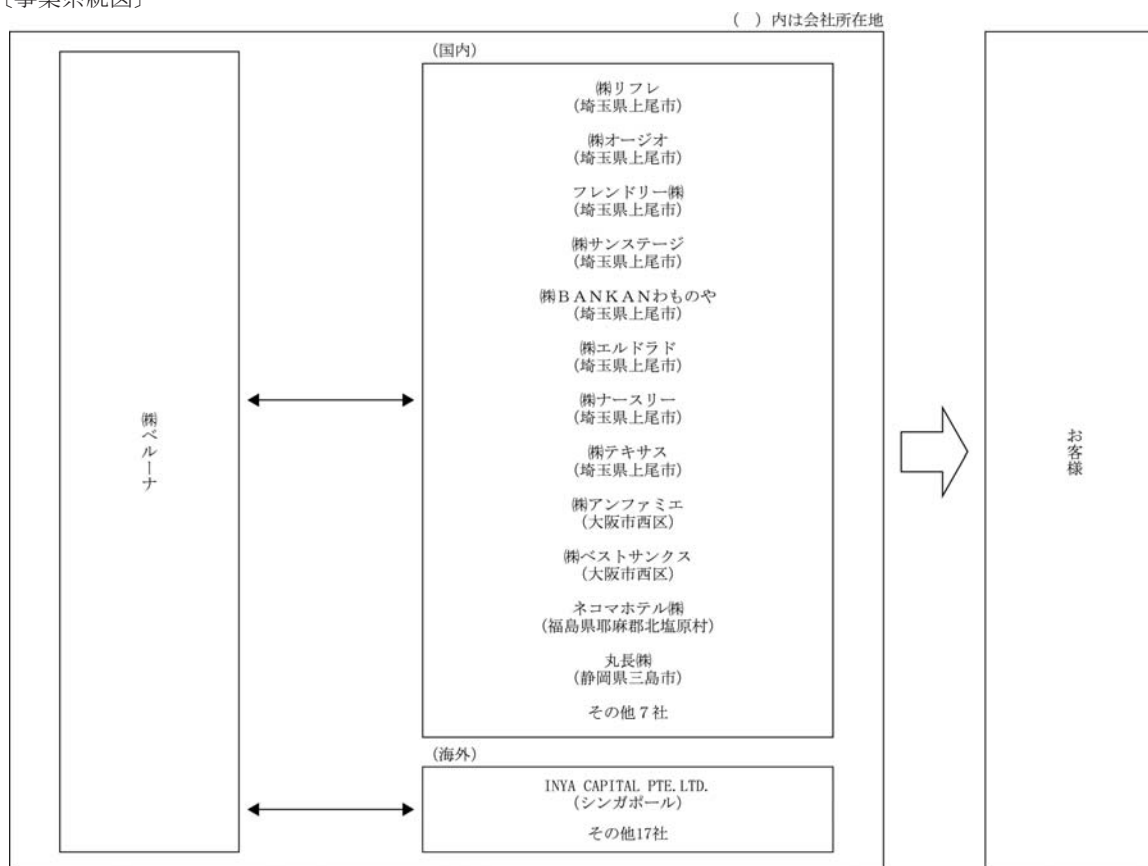 〔事業系統図〕
（　）内は会社所在地
㈱ベルーナ
（国内）
㈱リフレ
（埼玉県上尾市）
㈱オージオ
（埼玉県上尾市）
フレンドリー㈱
（埼玉県上尾市）
㈱サンステージ
（埼玉県上尾市）
㈱ＢＡＮＫＡＮわものや
（埼玉県上尾市）
㈱エルドラド
（埼玉県上尾市）
㈱ナースリー
（埼玉県上尾市）
㈱テキサス
（埼玉県上尾市）
㈱アンファミエ
（大阪市西区）
㈱ベストサンクス
（大阪市西区）
ネコマホテル㈱
（福島県耶麻郡北塩原村）
丸長㈱
（静岡県三島市）
その他７社
（海外）
INYA CAPITAL PTE.LTD.
（シンガポール）
その他17社
お客様